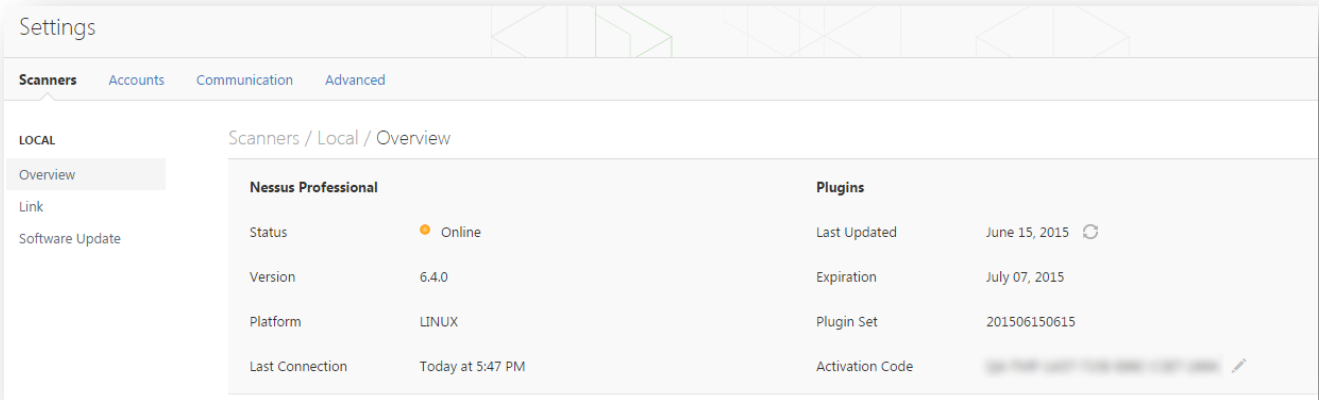 Settings
Scanners Accounts Communication Advanced
LOCAL
Overview
Link
Software Update
Scanners / Local / Overview
Nessus Professional
Status Online
Version 6.4.0
Platform LINUX
Last Connection Today at 5:47 PM
Plugins
Last Updated June 15, 2015
Expiration July 07, 2015
Plugin Set 201506150615
Activation Code